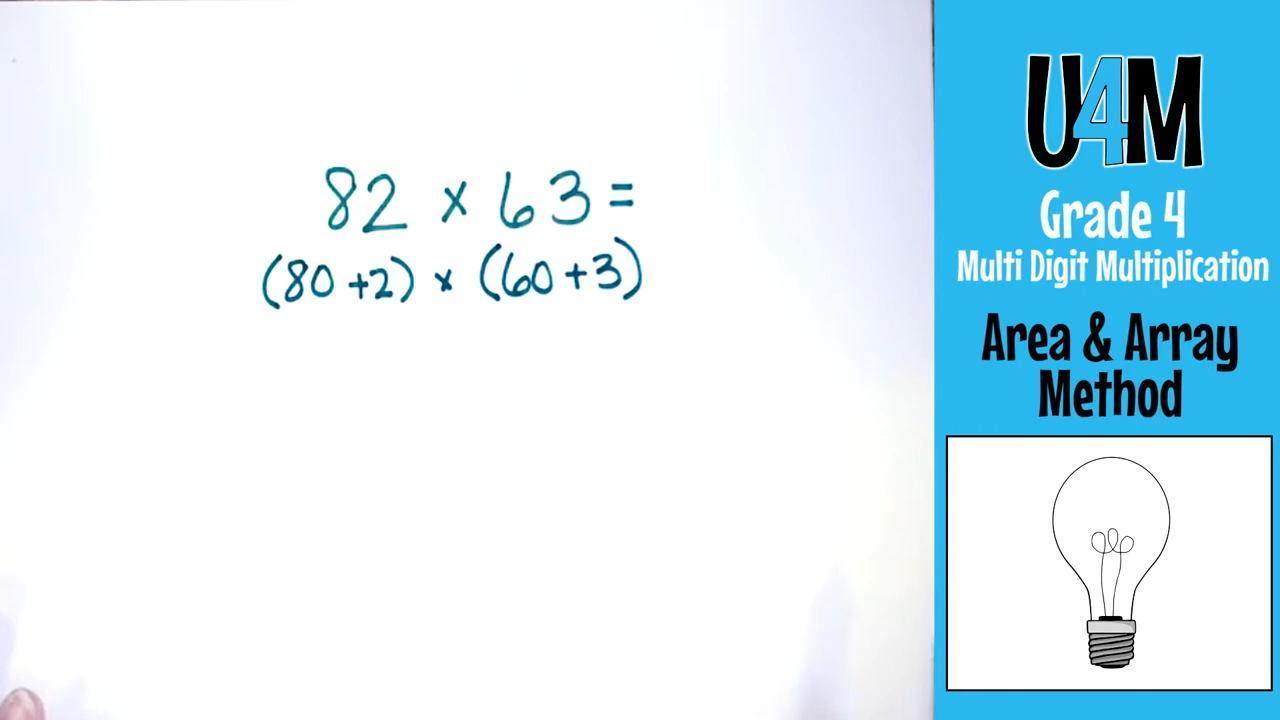 82 × 63 =
(80 + 2) × (60 + 3)
U4M
Grade 4
Multi Digit Multiplication
Area & Array
Method